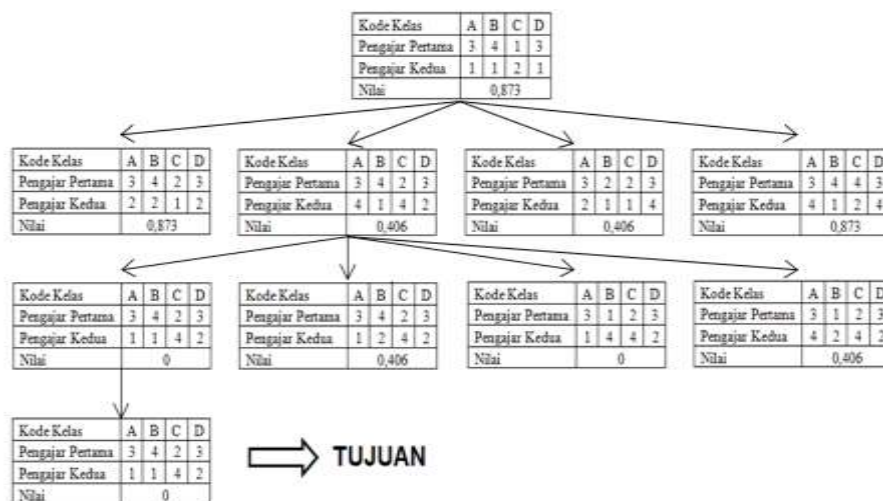 Kode Kelas A B C D
Pengajar Pertama 3 4 1 3
Pengajar Kedua 1 1 2 1
Nilai 0,873
Kode Kelas A B C D
Pengajar Pertama 3 4 2 3
Pengajar Kedua 2 2 1 2
Nilai 0,873
Kode Kelas A B C D
Pengajar Pertama 3 4 2 3
Pengajar Kedua 4 1 4 2
Nilai 0,406
Kode Kelas A B C D
Pengajar Pertama 3 2 2 3
Pengajar Kedua 2 1 1 4
Nilai 0,406
Kode Kelas A B C D
Pengajar Pertama 3 4 4 3
Pengajar Kedua 4 1 2 4
Nilai 0,873
Kode Kelas A B C D
Pengajar Pertama 3 4 2 3
Pengajar Kedua 1 1 4 2
Nilai 0
Kode Kelas A B C D
Pengajar Pertama 3 4 2 3
Pengajar Kedua 1 2 4 2
Nilai 0,406
Kode Kelas A B C D
Pengajar Pertama 3 1 2 3
Pengajar Kedua 1 4 4 2
Nilai 0
Kode Kelas A B C D
Pengajar Pertama 3 1 2 3
Pengajar Kedua 4 2 4 2
Nilai 0,406
Kode Kelas A B C D
Pengajar Pertama 3 4 2 3
Pengajar Kedua 1 1 4 2
Nilai 0
TUJUAN